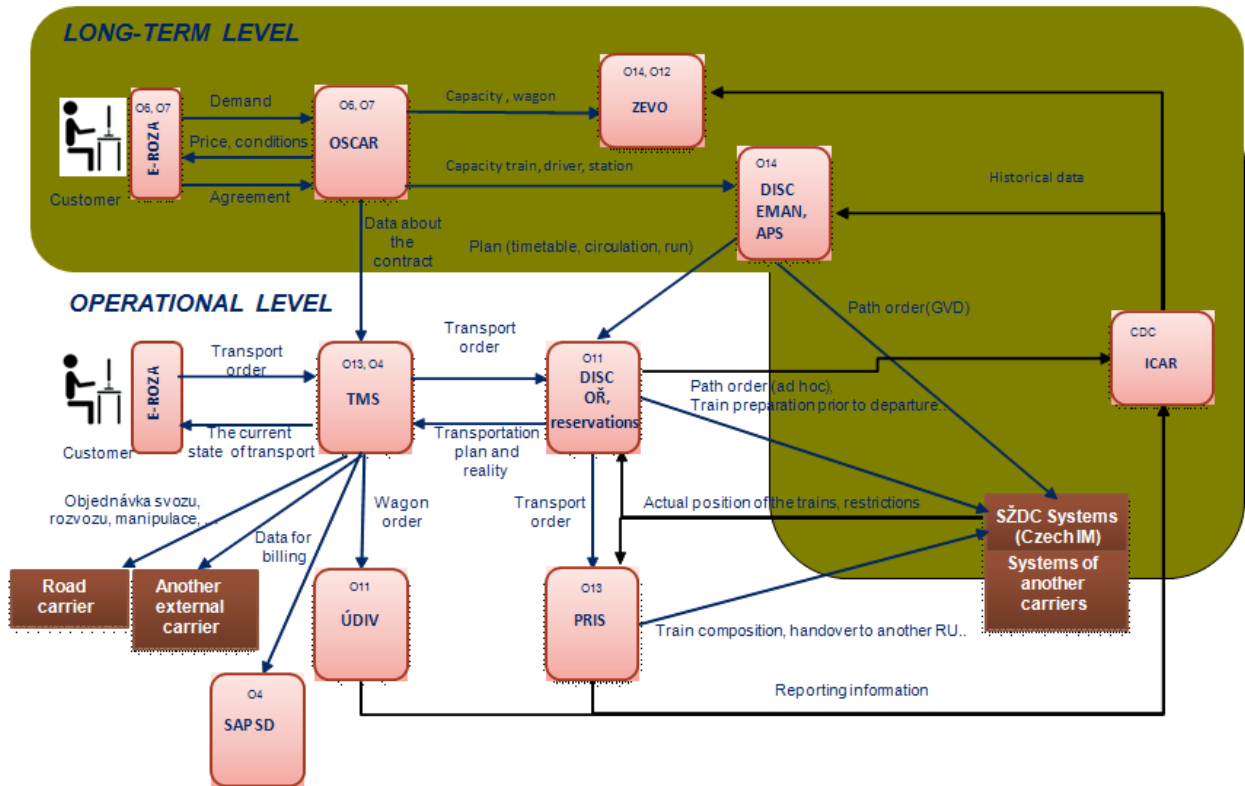 LONG-TERM LEVEL
O6, O7
E-ROZA
Customer
Demand
Price, conditions
Agreement
O6, O7
OSCAR
Capacity , wagon
O14, O12
ZEVO
Capacity train, driver, station
O14
DISC
EMAN,
APS
Historical data
Data about
the
contract
Plan (timetable, circulation, run)
Path order(GVD)
OPERATIONAL LEVEL
E-ROZA
Customer
Transport
order
The current
state of transport
O13, O4
TMS
Transport
order
Transportation
plan and
reality
O11
DISC
OŘ,
reservations
Path order (ad hoc),
Train preparation prior to departure..
CDC
ICAR
Objednávka svozu,
rozvozu, manipulace, ...
Data for
billing
Wagon
order
Transport
order
Actual position of the trains, restrictions
SŽDC Systems
(Czech IM)
Systems of
another
carriers
Road
carrier
Another
external
carrier
O11
ÚDIV
O13
PRIS
Train composition, handover to another RU..
O4
SAP SD
Reporting information